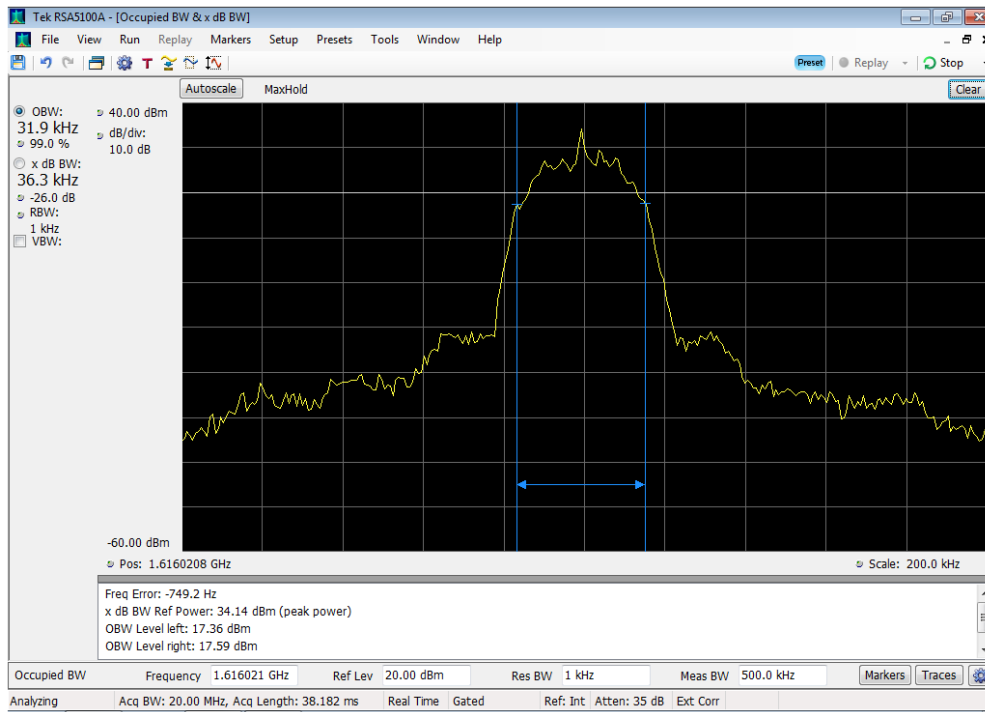 Tek RSA5100A - [Occupied BW & x dB BW]
File View Run Replay Markers Setup Presets Tools Window Help
T Preset Replay Stop
Autoscale MaxHold Clear
OBW:
31.9 kHz
99.0 %
x dB BW:
36.3 kHz
-26.0 dB
RBW:
1 kHz
VBW:
40.00 dBm
dB/div:
10.0 dB
-60.00 dBm
Pos: 1.6160208 GHz Scale: 200.0 kHz
Freq Error: -749.2 Hz
x dB BW Ref Power: 34.14 dBm (peak power)
OBW Level left: 17.36 dBm
OBW Level right: 17.59 dBm
Occupied BW Frequency 1.616021 GHz Ref Lev 20.00 dBm Res BW 1 kHz Meas BW 500.0 kHz Markers Traces
Analyzing Acq BW: 20.00 MHz, Acq Length: 38.182 ms Real Time Gated Ref: Int Atten: 35 dB Ext Corr